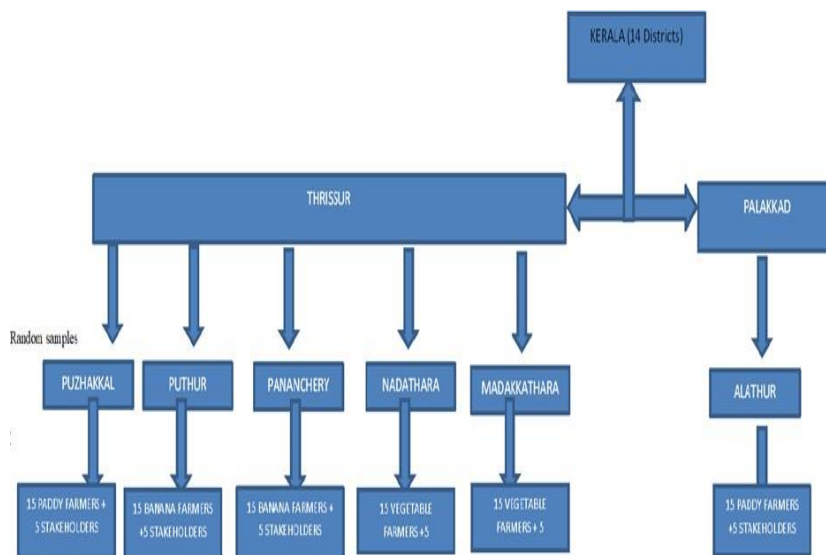 KERALA (14 Districts)
THRISSUR
PALAKKAD
Random samples
PUZHAKKAL
PUTHUR
PANANCHERY
NADATHARA
MADAKKATHARA
ALATHUR
15 PADDY FARMERS +
5 STAKEHOLDERS
15 BANANA FARMERS
+5 STAKEHOLDERS
15 BANANA FARMERS +
5 STAKEHOLDERS
15 VEGETABLE
FARMERS +5
15 VEGETABLE
FARMERS + 5
15 PADDY FARMERS
+5 STAKEHOLDERS